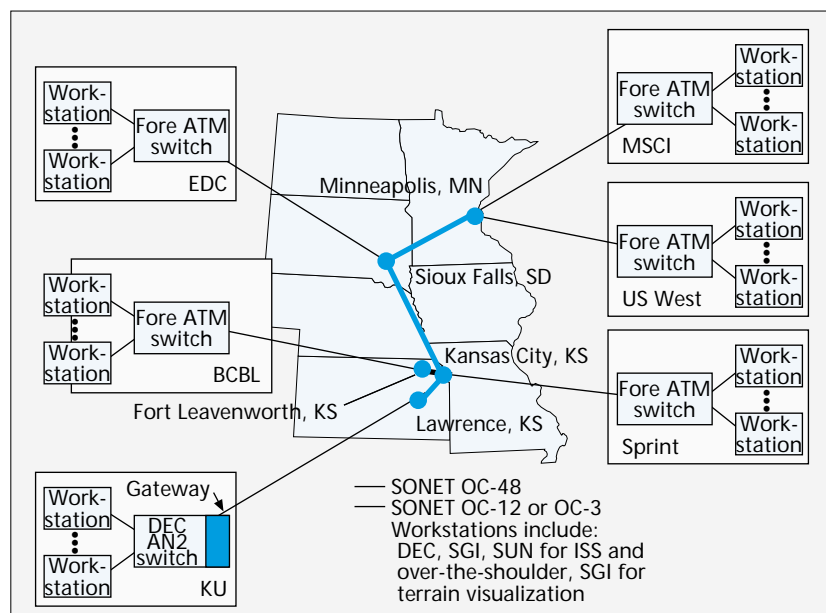 Work-
station
Work-
station
Fore ATM
switch
EDC
Work-
station
Work-
station
Fore ATM
switch
BCBL
Gateway
Work-
station
Work-
station
DEC
AN2
switch
KU
Minneapolis, MN
Sioux Falls, SD
Kansas City, KS
Fort Leavenworth, KS
Lawrence, KS
Fore ATM
switch
Work-
station
Work-
station
MSCI
Fore ATM
switch
Work-
station
Work-
station
US West
Fore ATM
switch
Work-
station
Work-
station
Sprint
SONET OC-48
SONET OC-12 or OC-3
Workstations include:
DEC, SGI, SUN for ISS and
over-the-shoulder, SGI for
terrain visualization